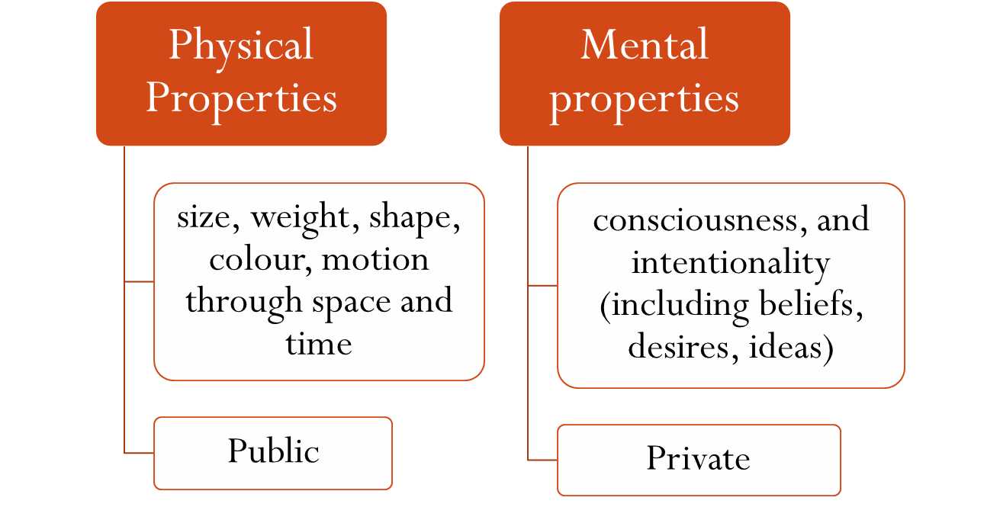 Physical
Properties
size, weight, shape,
colour, motion
through space and
time
Public
Mental
properties
consciousness, and
intentionality
(including beliefs,
desires, ideas)
Private